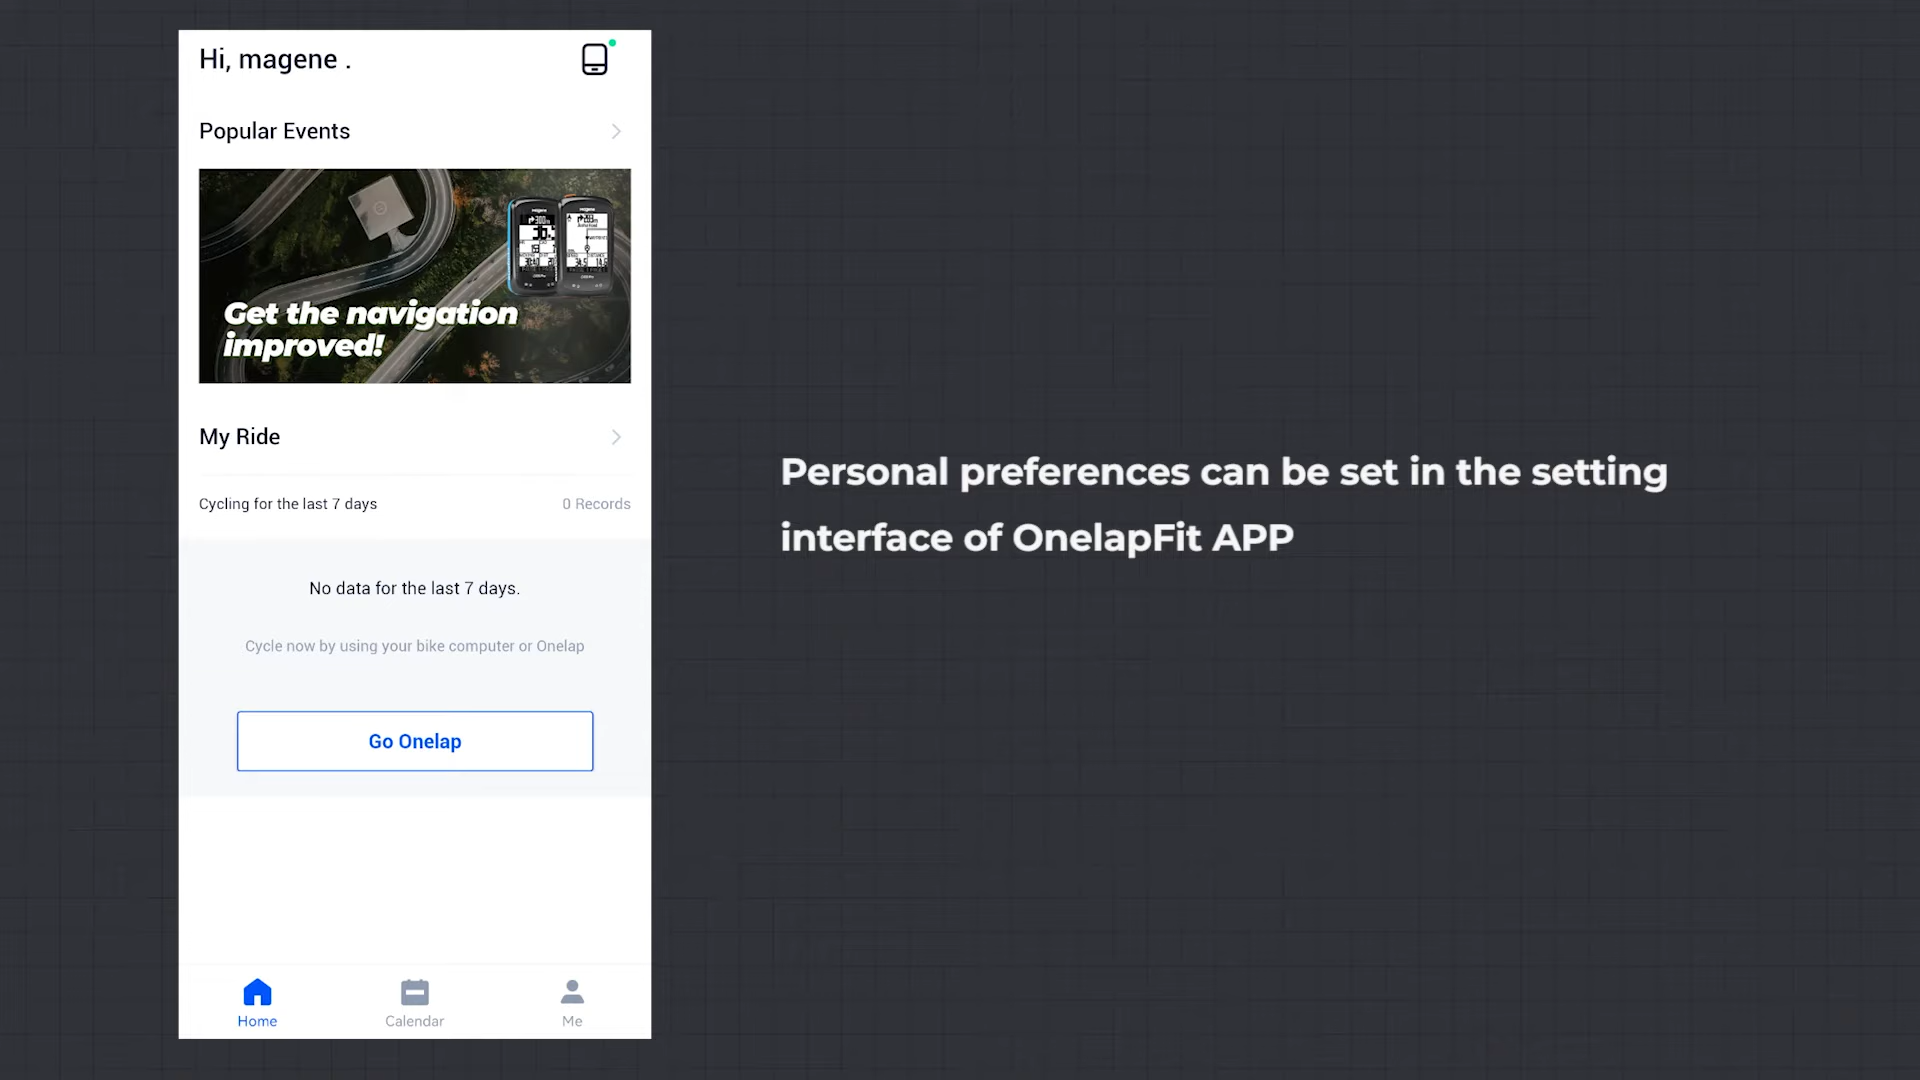 Hi, magene .
Popular Events
Get the navigation
improved!
My Ride
Cycling for the last 7 days
0 Records
No data for the last 7 days.
Cycle now by using your bike computer or Onelap
Go Onelap
Home
Calendar
Me
Personal preferences can be set in the setting
interface of OnelapFit APP